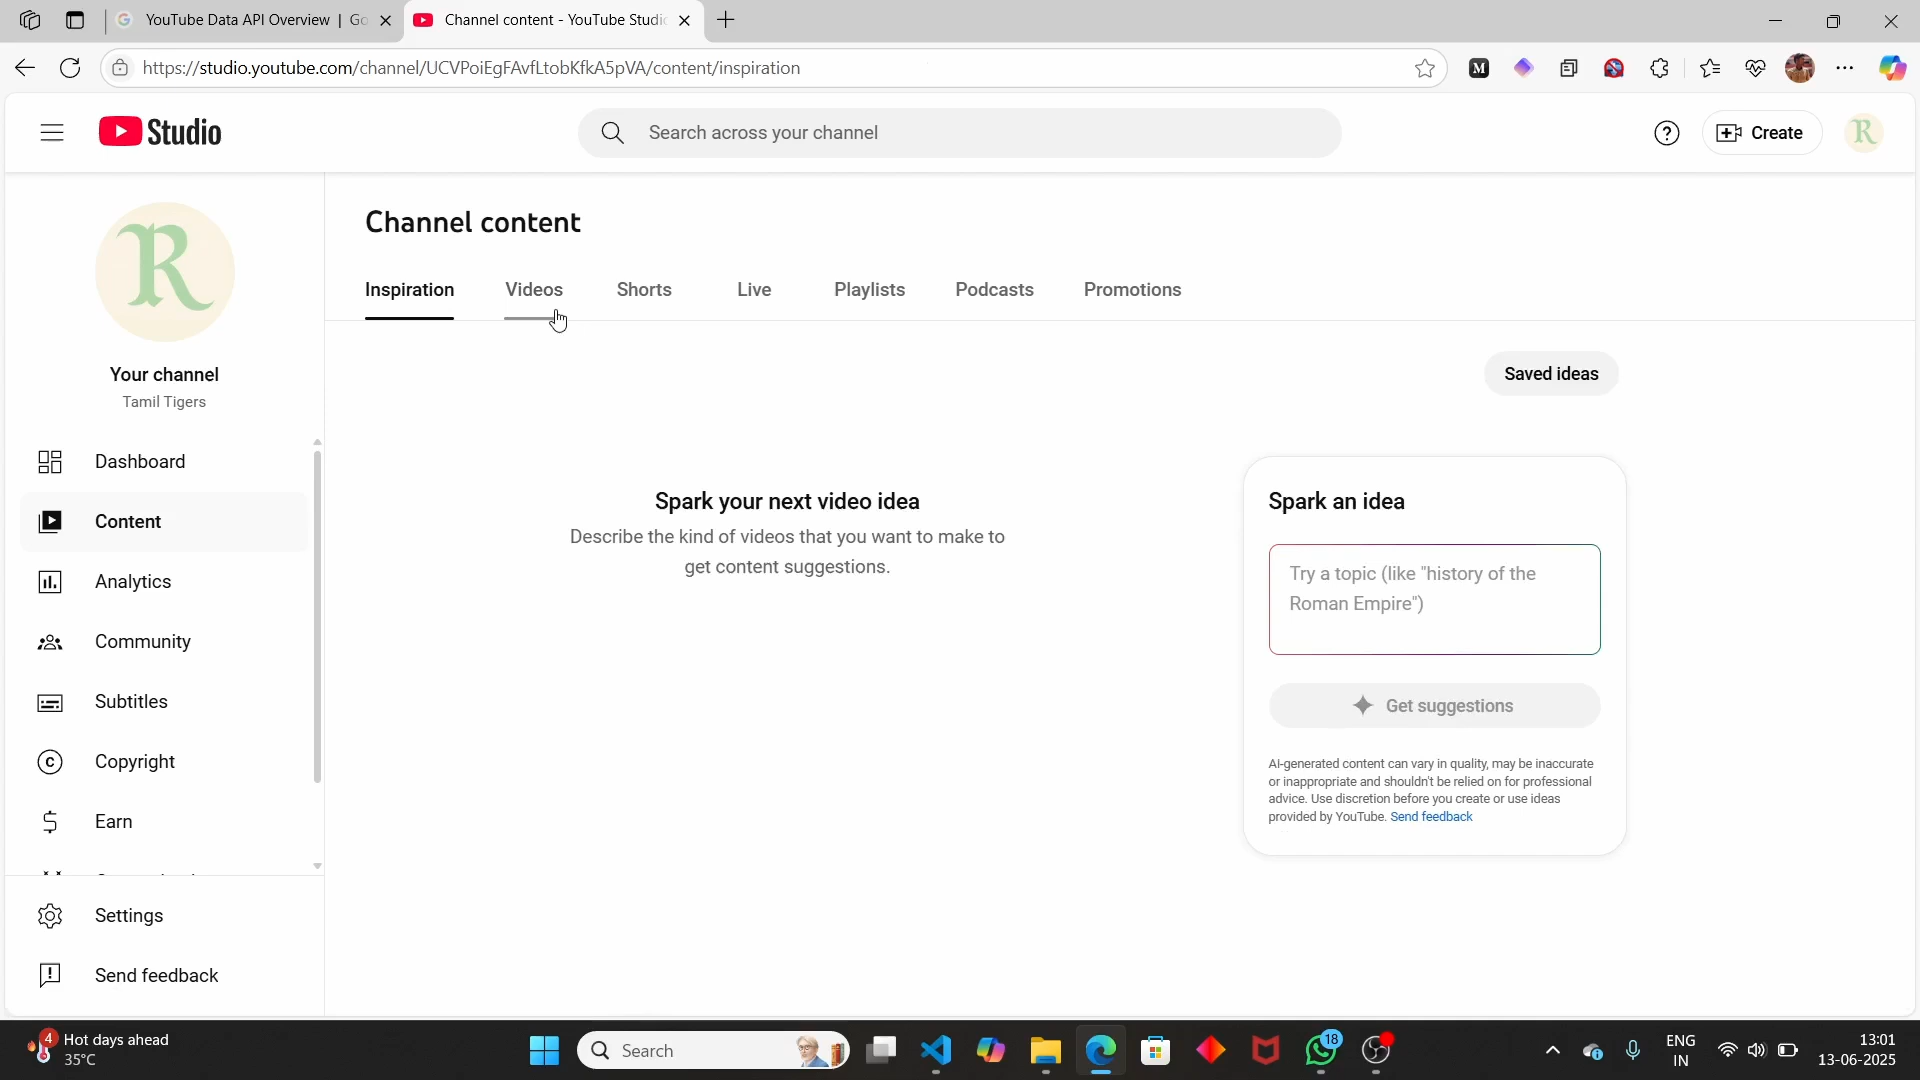 YouTube Data API Overview | Go
Channel content - YouTube Studio
https://studio.youtube.com/channel/UCVPoiEgFAvfLtobKfkA5pVA/content/inspiration
M
Studio
Search across your channel
?
Create
R
R
Your channel
Tamil Tigers
Dashboard
Content
Analytics
Community
Subtitles
Copyright
Earn
Settings
Send feedback
Channel content
Inspiration
Videos
Shorts
Live
Playlists
Podcasts
Promotions
Saved ideas
Spark your next video idea
Describe the kind of videos that you want to make to
get content suggestions.
Spark an idea
Try a topic (like "history of the
Roman Empire")
Get suggestions
AI-generated content can vary in quality, may be inaccurate
or inappropriate and shouldn't be relied on for professional
advice. Use discretion before you create or use ideas
provided by YouTube. Send feedback
4
Hot days ahead
35°C
Search
18
ENG
IN
13:01
13-06-2025